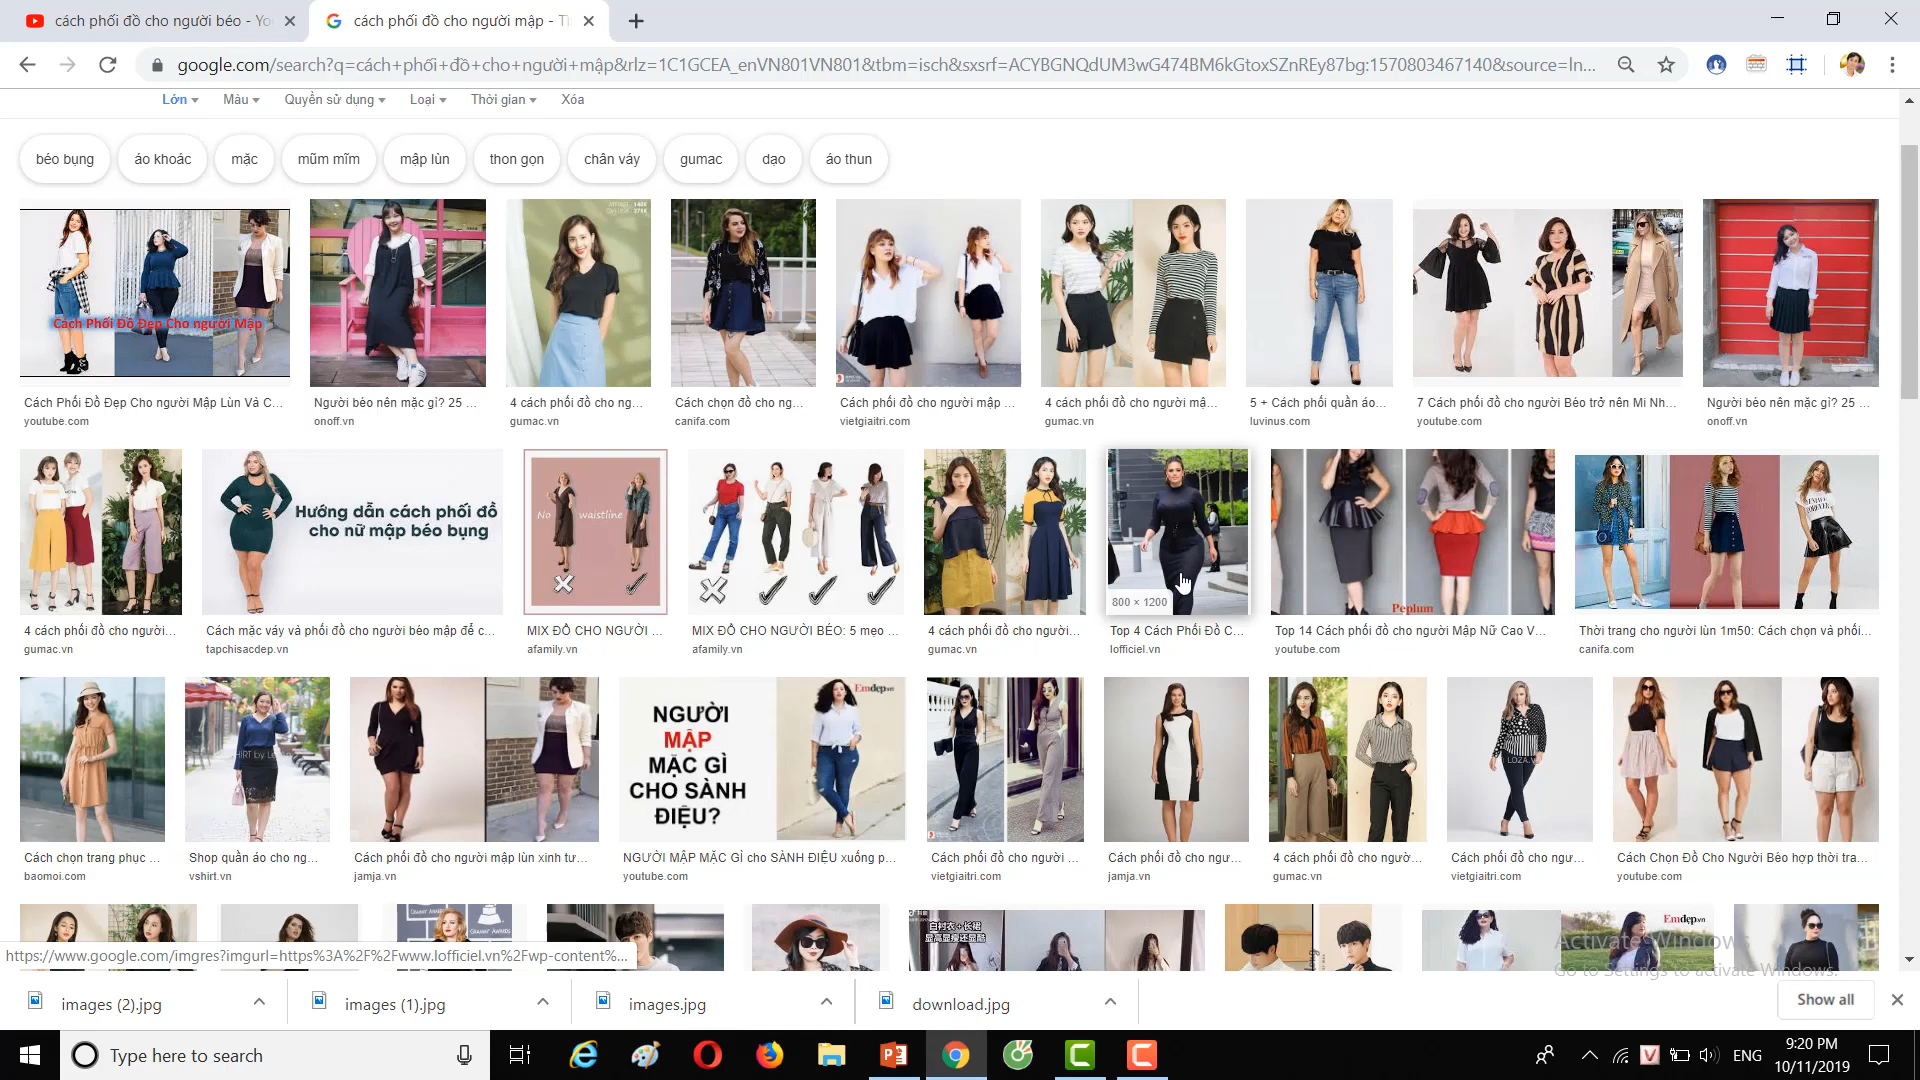 cách phối đồ cho người béo - Yo
cách phối đồ cho người mập - Tì
google.com/search?q=cách+phối+đồ+cho+người+mập&rlz=1C1GCEA_enVN801VN801&tbm=isch&sxsrf=ACYBGNQdUM3wG474BM6kGtoxSZnREy87bg:1570803467140&source=ln...
Lớn Màu Quyền sử dụng Loại Thời gian Xóa
béo bụng áo khoác mặc mũm mĩm mập lùn thon gọn chân váy gumac dạo áo thun
Cách Phối Đồ Đẹp Cho người Mập
Cách Phối Đồ Đẹp Cho người Mập Lùn Và C... Người béo nên mặc gì? 25 ... 4 cách phối đồ cho ng... Cách chọn đồ cho ng... Cách phối đồ cho người mập ... 4 cách phối đồ cho người mậ... 5 + Cách phối quần áo... 7 Cách phối đồ cho người Béo trở nên Mi Nh... Người béo nên mặc gì? 25 ...
youtube.com onoff.vn gumac.vn canifa.com vietgiaitri.com gumac.vn luvinus.com youtube.com onoff.vn
Hướng dẫn cách phối đồ
cho nữ mập béo bụng
No waistline
800 × 1200
Peplum
4 cách phối đồ cho người... Cách mặc váy và phối đồ cho người béo mập để c... MIX ĐỒ CHO NGƯỜI ... MIX ĐỒ CHO NGƯỜI BÉO: 5 mẹo ... 4 cách phối đồ cho người... Top 4 Cách Phối Đồ C... Top 14 Cách phối đồ cho người Mập Nữ Cao V... Thời trang cho người lùn 1m50: Cách chọn và phối...
gumac.vn tapchisacdep.vn afamily.vn afamily.vn gumac.vn lofficiel.vn youtube.com canifa.com
Emdep.vn
NGƯỜI
MẬP
MẶC GÌ
CHO SÀNH
ĐIỆU?
Cách chọn trang phục ... Shop quần áo cho ng... Cách phối đồ cho người mập lùn xinh tư... NGƯỜI MẬP MẶC GÌ cho SÀNH ĐIỆU xuống p... Cách phối đồ cho người ... Cách phối đồ cho ngư... 4 cách phối đồ cho ngườ... Cách phối đồ cho ngư... Cách Chọn Đồ Cho Người Béo hợp thời tra...
baomoi.com vshirt.vn jamja.vn youtube.com vietgiaitri.com jamja.vn gumac.vn vietgiaitri.com youtube.com
白衬衣+长裙
显高显瘦还显酷
Emdep.vn
Activate Windows
Go to Settings to activate Windows.
https://www.google.com/imgres?imgurl=https%3A%2F%2Fwww.lofficiel.vn%2Fwp-content%...
images (2).jpg images (1).jpg images.jpg download.jpg Show all
Type here to search
ENG
9:20 PM
10/11/2019